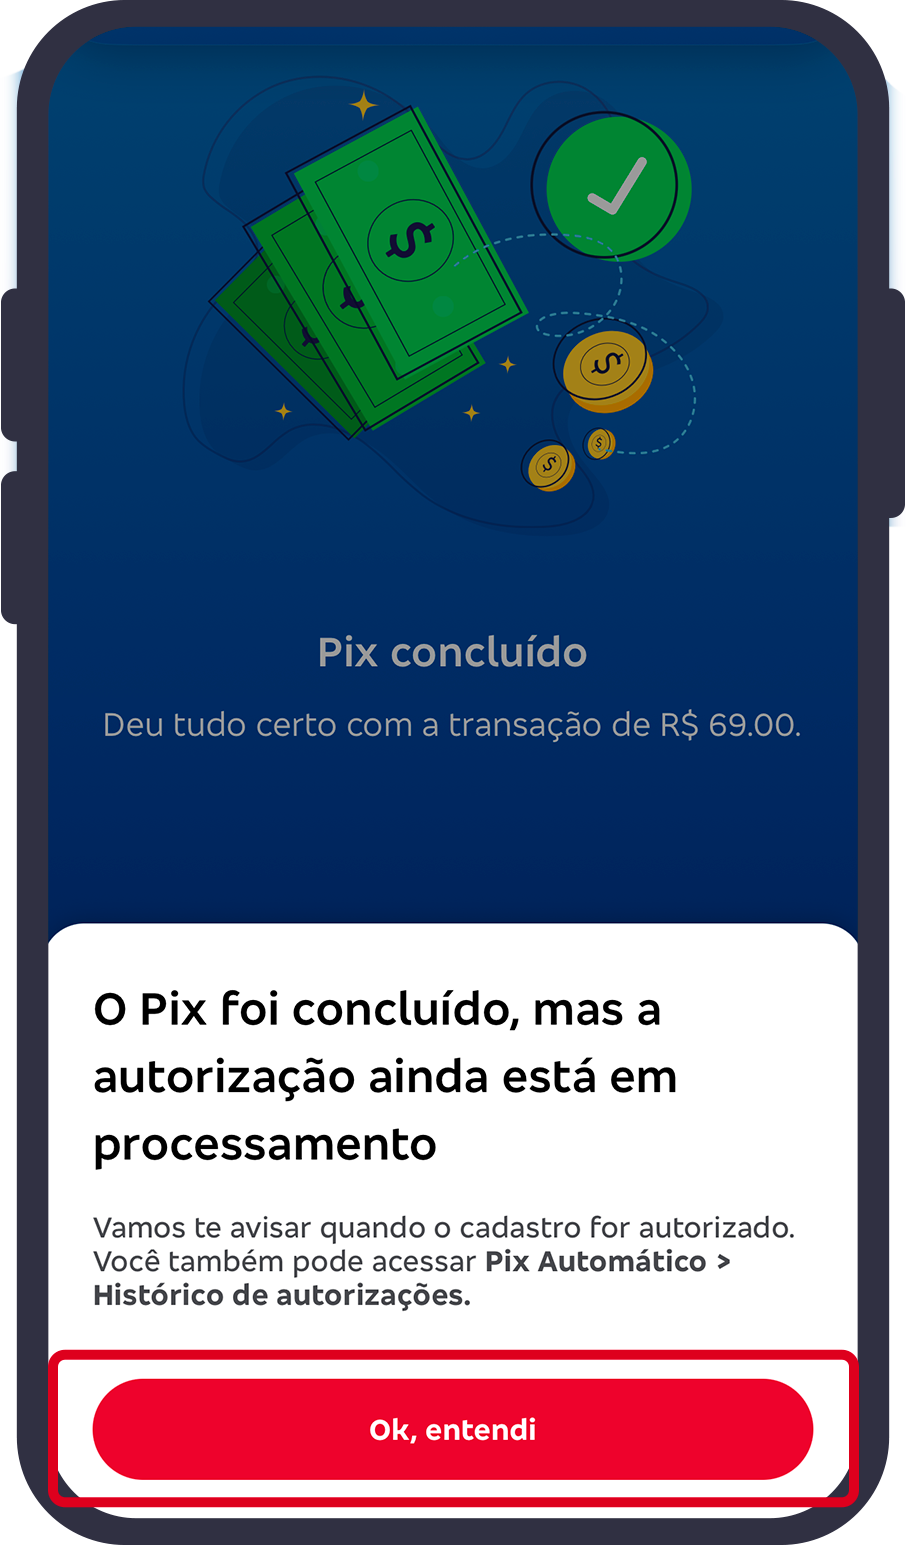 Pix concluído
Deu tudo certo com a transação de R$ 69.00.
O Pix foi concluído, mas a
autorização ainda está em
processamento
Vamos te avisar quando o cadastro for autorizado.
Você também pode acessar Pix Automático >
Histórico de autorizações.
Ok, entendi